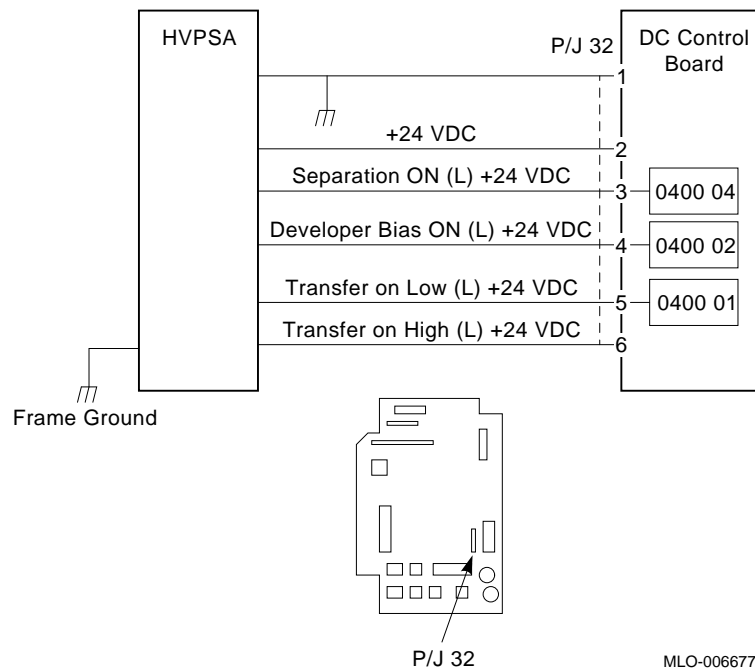 HVPSA
P/J 32
DC Control
Board
1
+24 VDC
2
Separation ON (L) +24 VDC
3
0400 04
Developer Bias ON (L) +24 VDC
4
0400 02
Transfer on Low (L) +24 VDC
5
0400 01
Transfer on High (L) +24 VDC
6
Frame Ground
P/J 32
MLO-006677